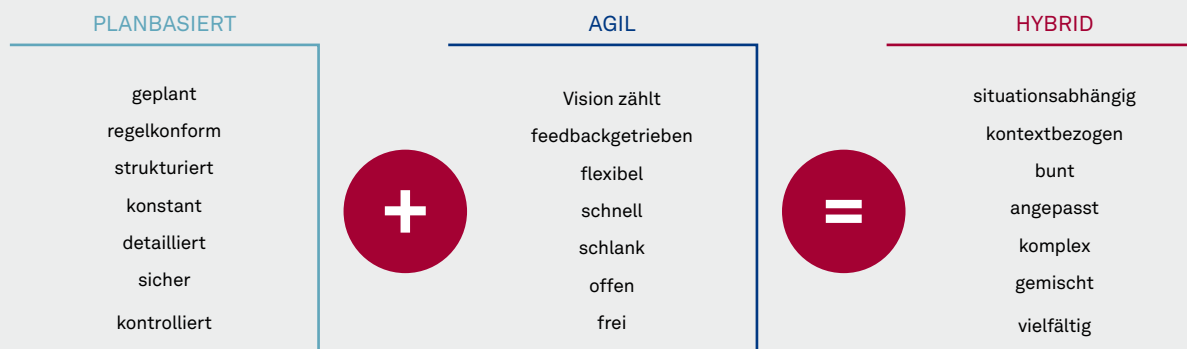 PLANBASIERT
geplant
regelkonform
strukturiert
konstant
detailliert
sicher
kontrolliert
+
AGIL
Vision zählt
feedbackgetrieben
flexibel
schnell
schlank
offen
frei
=
HYBRID
situationsabhängig
kontextbezogen
bunt
angepasst
komplex
gemischt
vielfältig